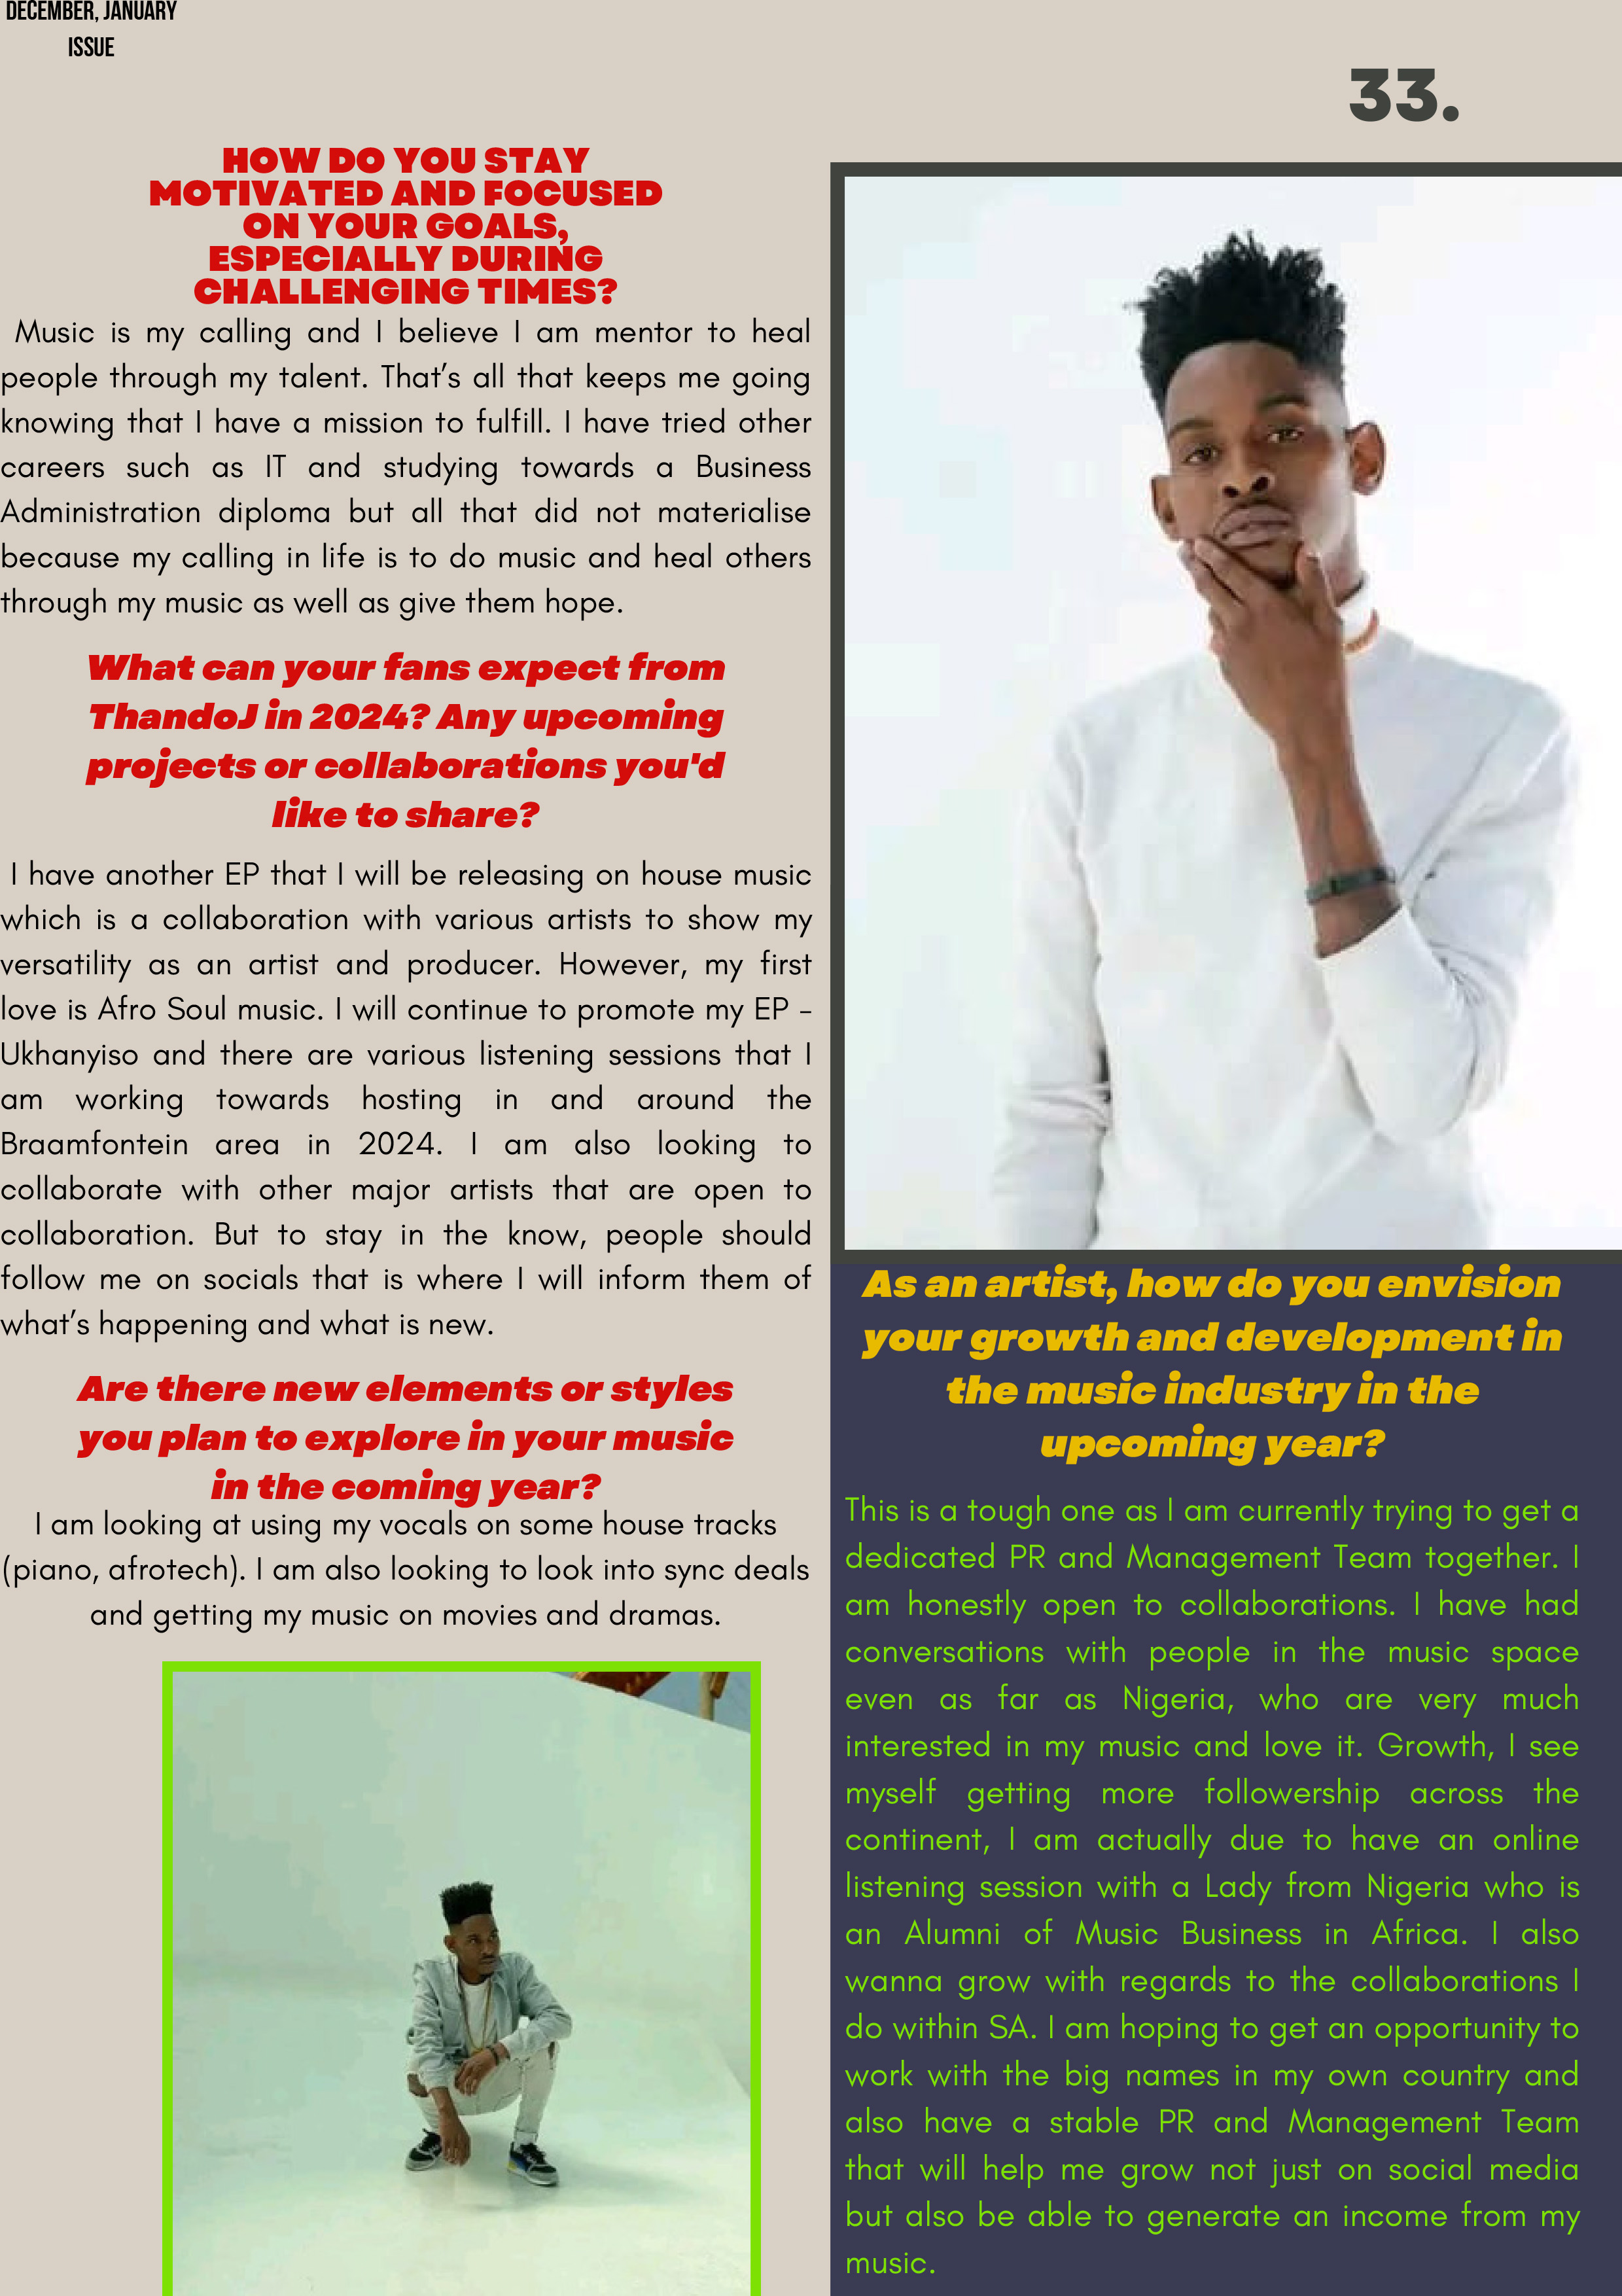 DECEMBER, JANUARY
ISSUE
33.
HOW DO YOU STAY
MOTIVATED AND FOCUSED
ON YOUR GOALS,
ESPECIALLY DURING
CHALLENGING TIMES?
Music is my calling and I believe I am mentor to heal
people through my talent. That’s all that keeps me going
knowing that I have a mission to fulfill. I have tried other
careers such as IT and studying towards a Business
Administration diploma but all that did not materialise
because my calling in life is to do music and heal others
through my music as well as give them hope.
What can your fans expect from
ThandoJ in 2024? Any upcoming
projects or collaborations you'd
like to share?
I have another EP that I will be releasing on house music
which is a collaboration with various artists to show my
versatility as an artist and producer. However, my first
love is Afro Soul music. I will continue to promote my EP –
Ukhanyiso and there are various listening sessions that I
am working towards hosting in and around the
Braamfontein area in 2024. I am also looking to
collaborate with other major artists that are open to
collaboration. But to stay in the know, people should
follow me on socials that is where I will inform them of
what’s happening and what is new.
Are there new elements or styles
you plan to explore in your music
in the coming year?
I am looking at using my vocals on some house tracks
(piano, afrotech). I am also looking to look into sync deals
and getting my music on movies and dramas.
As an artist, how do you envision
your growth and development in
the music industry in the
upcoming year?
This is a tough one as I am currently trying to get a
dedicated PR and Management Team together. I
am honestly open to collaborations. I have had
conversations with people in the music space
even as far as Nigeria, who are very much
interested in my music and love it. Growth, I see
myself getting more followership across the
continent, I am actually due to have an online
listening session with a Lady from Nigeria who is
an Alumni of Music Business in Africa. I also
wanna grow with regards to the collaborations I
do within SA. I am hoping to get an opportunity to
work with the big names in my own country and
also have a stable PR and Management Team
that will help me grow not just on social media
but also be able to generate an income from my
music.